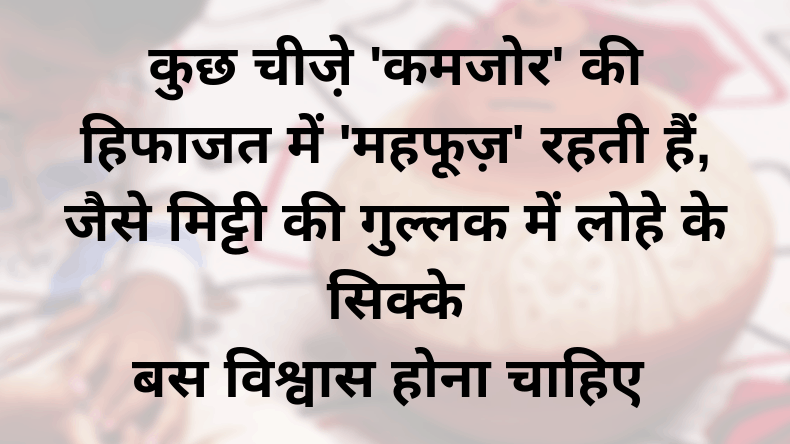 कुछ चीजे़ 'कमजोर' की
हिफाजत में 'महफूज़' रहती हैं,
जैसे मिट्टी की गुल्लक में लोहे के
सिक्के
बस विश्वास होना चाहिए